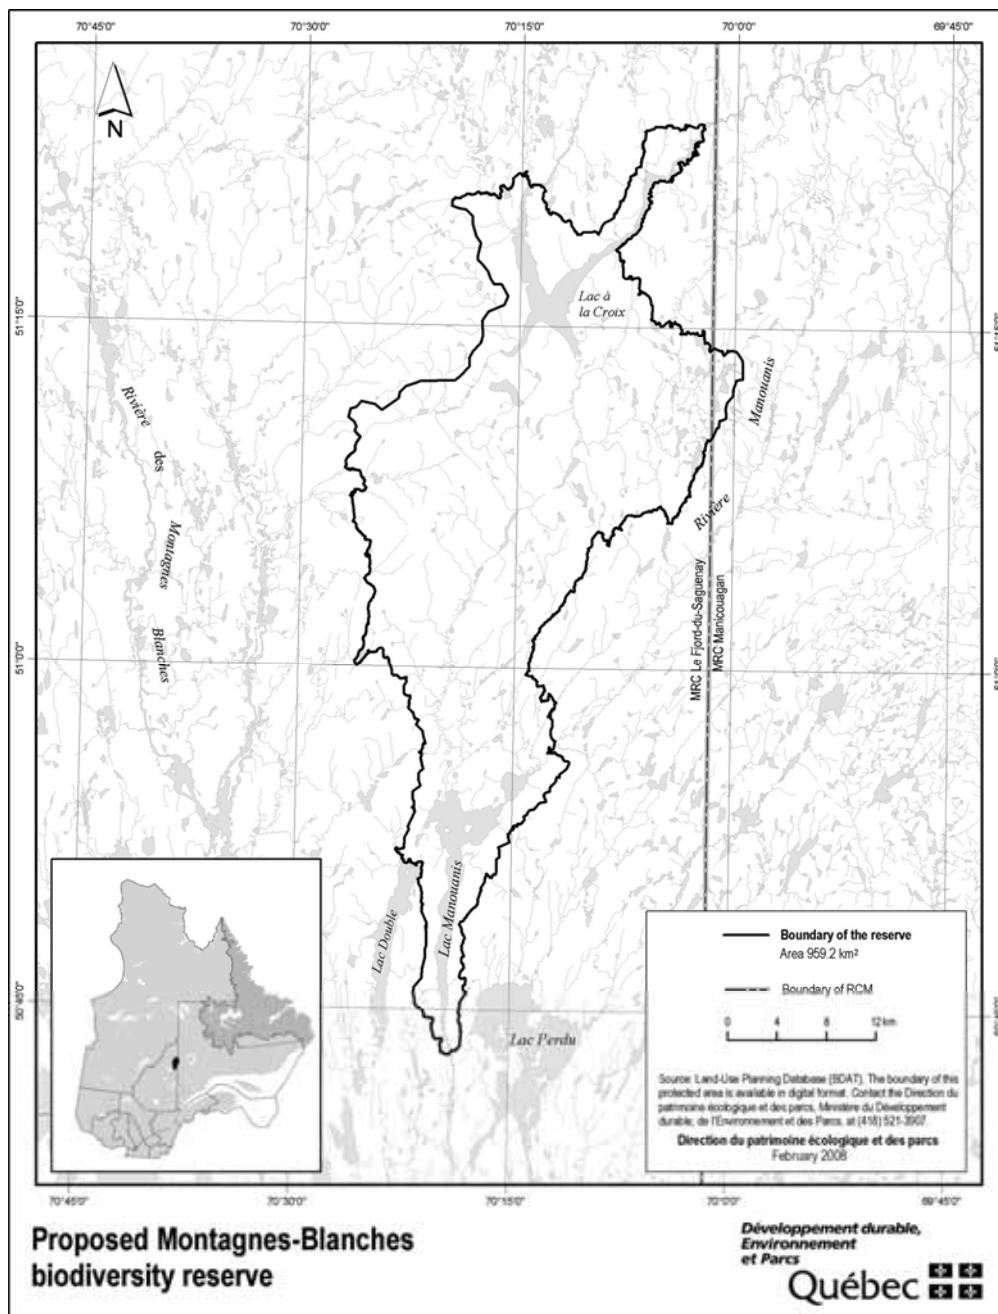 70°45'0" 70°30'0" 70°15'0" 70°0'0" 69°45'0"
N
51°15'0" 51°15'0"
Lac à
la Croix
Manouanis
Rivière
Rivière
des
Montagnes
Blanches
MRC Le Fjord-du-Saguenay
MRC Manicouagan
51°0'0" 51°0'0"
Lac Manouanis
Lac Double
Lac Perdu
50°45'0"
Boundary of the reserve
Area 959.2 km²
Boundary of RCM
0 4 8 12 km
Source: Land-Use Planning Database (BDAT). The boundary of this
protected area is available in digital format. Contact the Direction du
patrimoine écologique et des parcs, Ministère du Développement
durable, de l'Environnement et des Parcs, at (418) 521-3907.
Direction du patrimoine écologique et des parcs
February 2008
70°45'0" 70°30'0" 70°15'0" 70°0'0" 69°45'0"
Proposed Montagnes-Blanches
biodiversity reserve
Développement durable,
Environnement
et Parcs
Québec